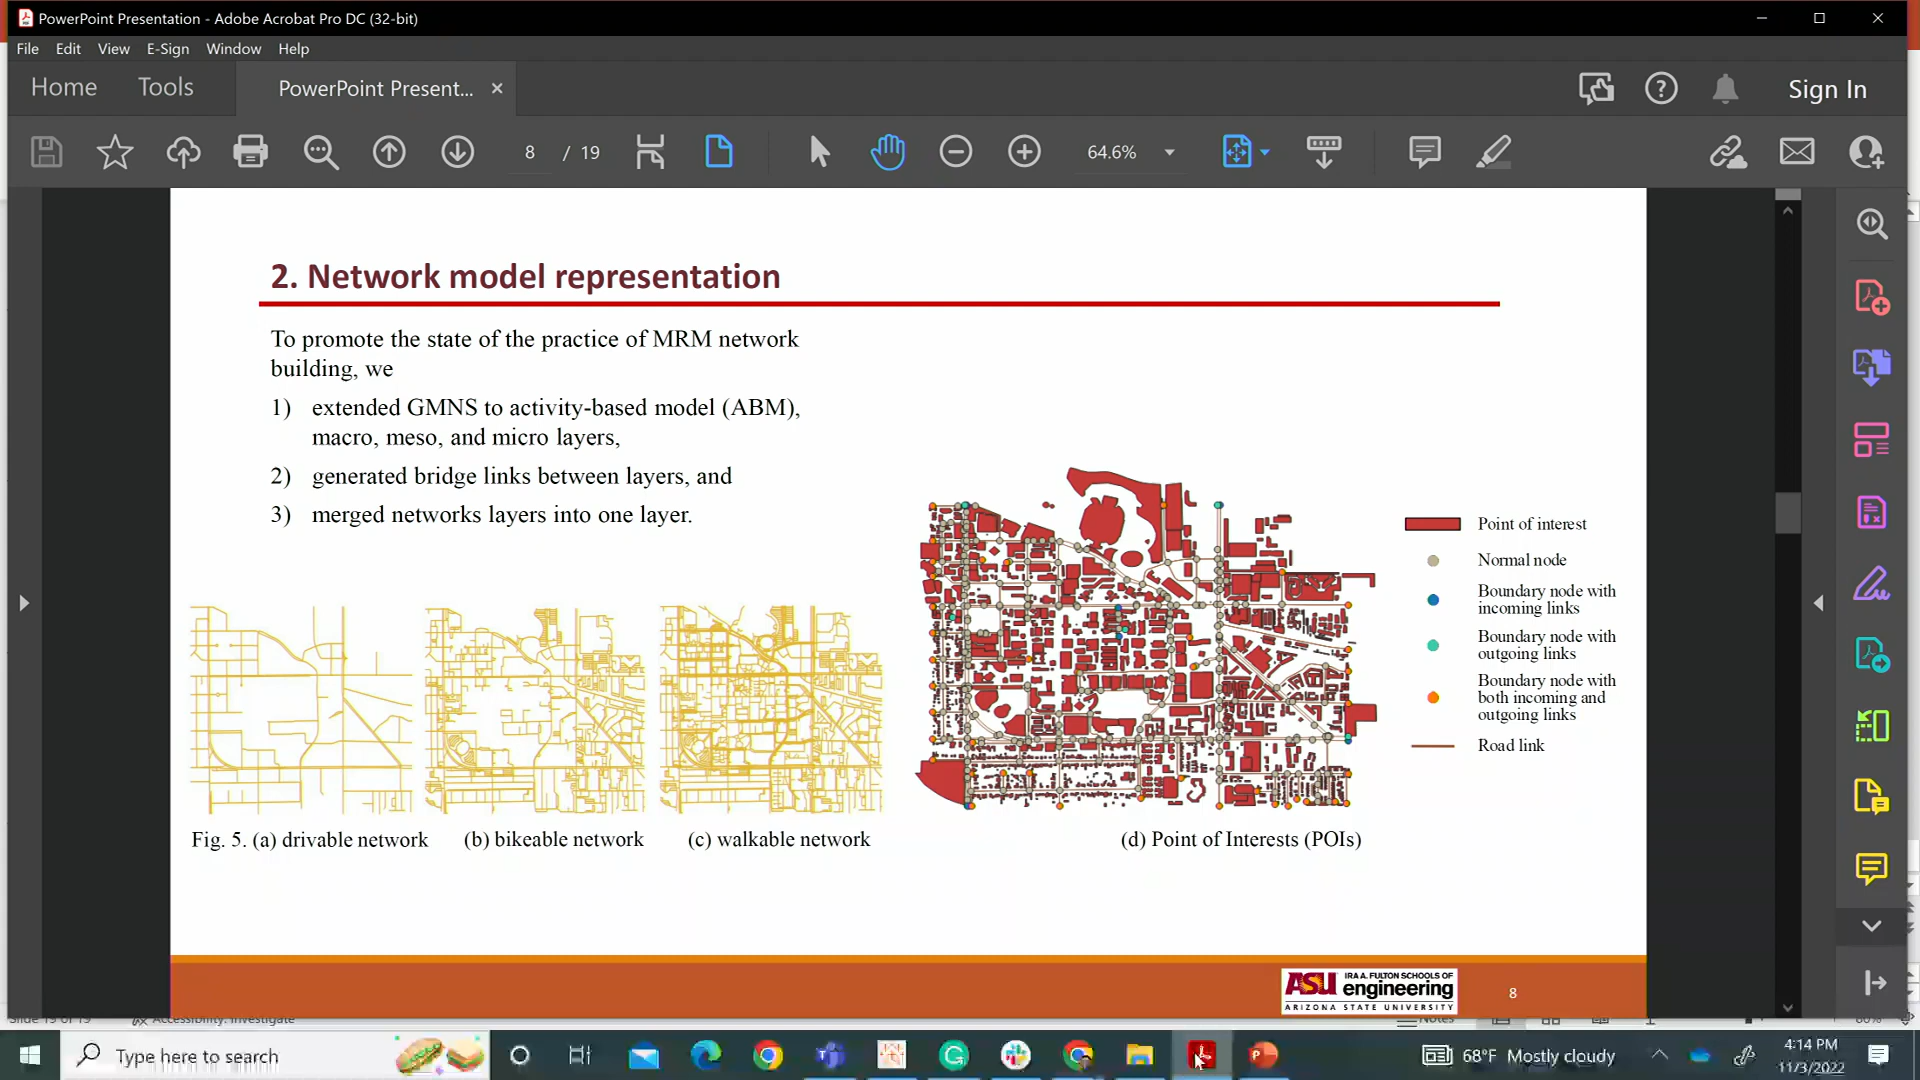 PowerPoint Presentation - Adobe Acrobat Pro DC (32-bit)
File Edit View E-Sign Window Help
Home Tools PowerPoint Present... Sign In
8 / 19 64.6%
2. Network model representation
To promote the state of the practice of MRM network
building, we
1) extended GMNS to activity-based model (ABM),
macro, meso, and micro layers,
2) generated bridge links between layers, and
3) merged networks layers into one layer.
Point of interest
Normal node
Boundary node with
incoming links
Boundary node with
outgoing links
Boundary node with
both incoming and
outgoing links
Road link
Fig. 5. (a) drivable network (b) bikeable network (c) walkable network (d) Point of Interests (POIs)
ASU IRA A. FULTON SCHOOLS OF
engineering
ARIZONA STATE UNIVERSITY
8
Type here to search
68°F Mostly cloudy
4:14 PM
11/3/2022